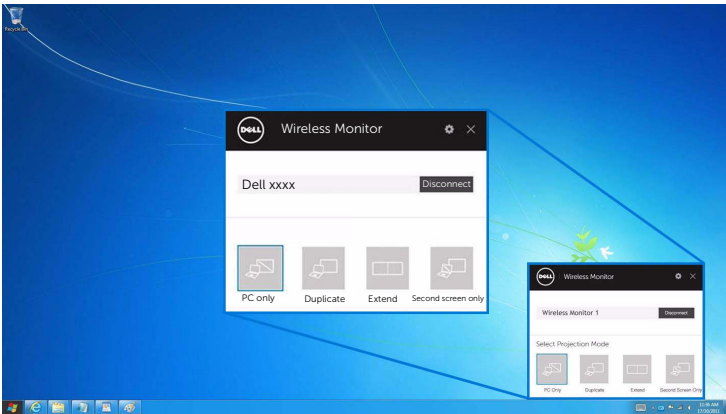 Recycle Bin
DELL Wireless Monitor
Dell xxxx Disconnect
PC only Duplicate Extend Second screen only
DELL Wireless Monitor
Wireless Monitor 1 Disconnect
Select Projection Mode
PC Only Duplicate Extend Second Screen Only